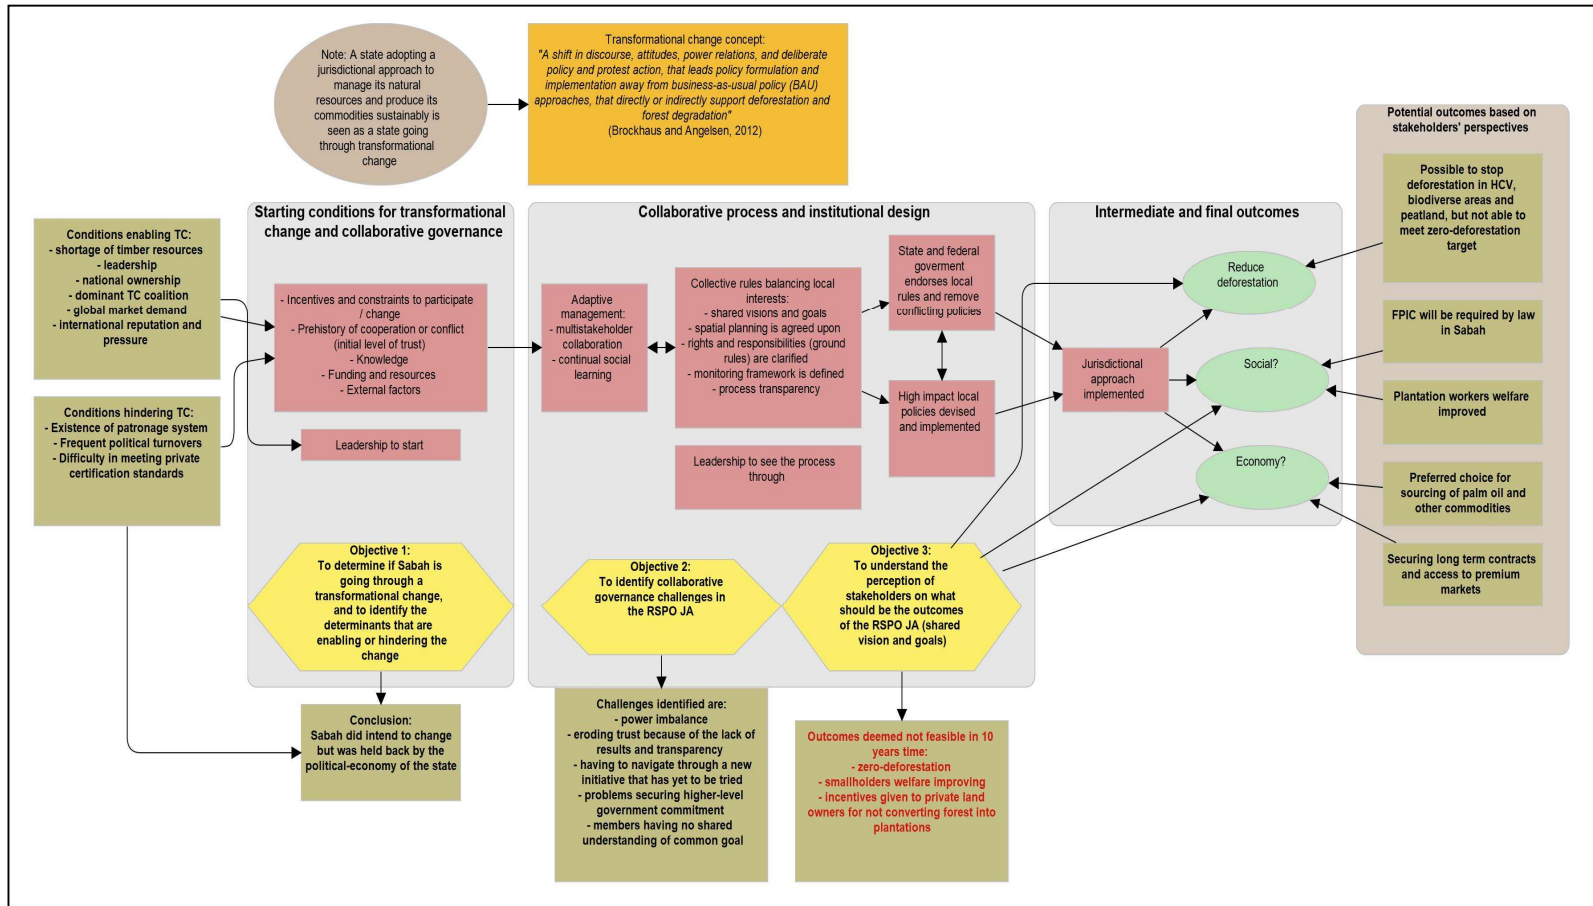 Note: A state adopting a
jurisdictional approach to
manage its natural
resources and produce its
commodities sustainably is
seen as a state going
through transformational
change
Transformational change concept:
"A shift in discourse, attitudes, power relations, and deliberate
policy and protest action, that leads policy formulation and
implementation away from business-as-usual policy (BAU)
approaches, that directly or indirectly support deforestation and
forest degradation"
(Brockhaus and Angelsen, 2012)
Conditions enabling TC:
- shortage of timber resources
- leadership
- national ownership
- dominant TC coalition
- global market demand
- international reputation and
pressure
Conditions hindering TC:
- Existence of patronage system
- Frequent political turnovers
- Difficulty in meeting private
certification standards
Starting conditions for transformational
change and collaborative governance
- Incentives and constraints to participate
/ change
- Prehistory of cooperation or conflict
(initial level of trust)
- Knowledge
- Funding and resources
- External factors
Leadership to start
Objective 1:
To determine if Sabah is
going through a
transformational change,
and to identify the
determinants that are
enabling or hindering the
change
Conclusion:
Sabah did intend to change
but was held back by the
political-economy of the state
Collaborative process and institutional design
Adaptive
management:
- multistakeholder
collaboration
- continual social
learning
Collective rules balancing local
interests:
- shared visions and goals
- spatial planning is agreed upon
- rights and responsibilities (ground
rules) are clarified
- monitoring framework is defined
- process transparency
Leadership to see the process
through
State and federal
goverment
endorses local
rules and remove
conflicting policies
High impact local
policies devised
and implemented
Objective 2:
To identify collaborative
governance challenges in
the RSPO JA
Objective 3:
To understand the
perception of
stakeholders on what
should be the outcomes
of the RSPO JA (shared
vision and goals)
Challenges identified are:
- power imbalance
- eroding trust because of the lack of
results and transparency
- having to navigate through a new
initiative that has yet to be tried
- problems securing higher-level
government commitment
- members having no shared
understanding of common goal
Outcomes deemed not feasible in 10
years time:
- zero-deforestation
- smallholders welfare improving
- incentives given to private land
owners for not converting forest into
plantations
Intermediate and final outcomes
Jurisdictional
approach
implemented
Reduce
deforestation
Social?
Economy?
Potential outcomes based on
stakeholders' perspectives
Possible to stop
deforestation in HCV,
biodiverse areas and
peatland, but not able to
meet zero-deforestation
target
FPIC will be required by law
in Sabah
Plantation workers welfare
improved
Preferred choice for
sourcing of palm oil and
other commodities
Securing long term contracts
and access to premium
markets